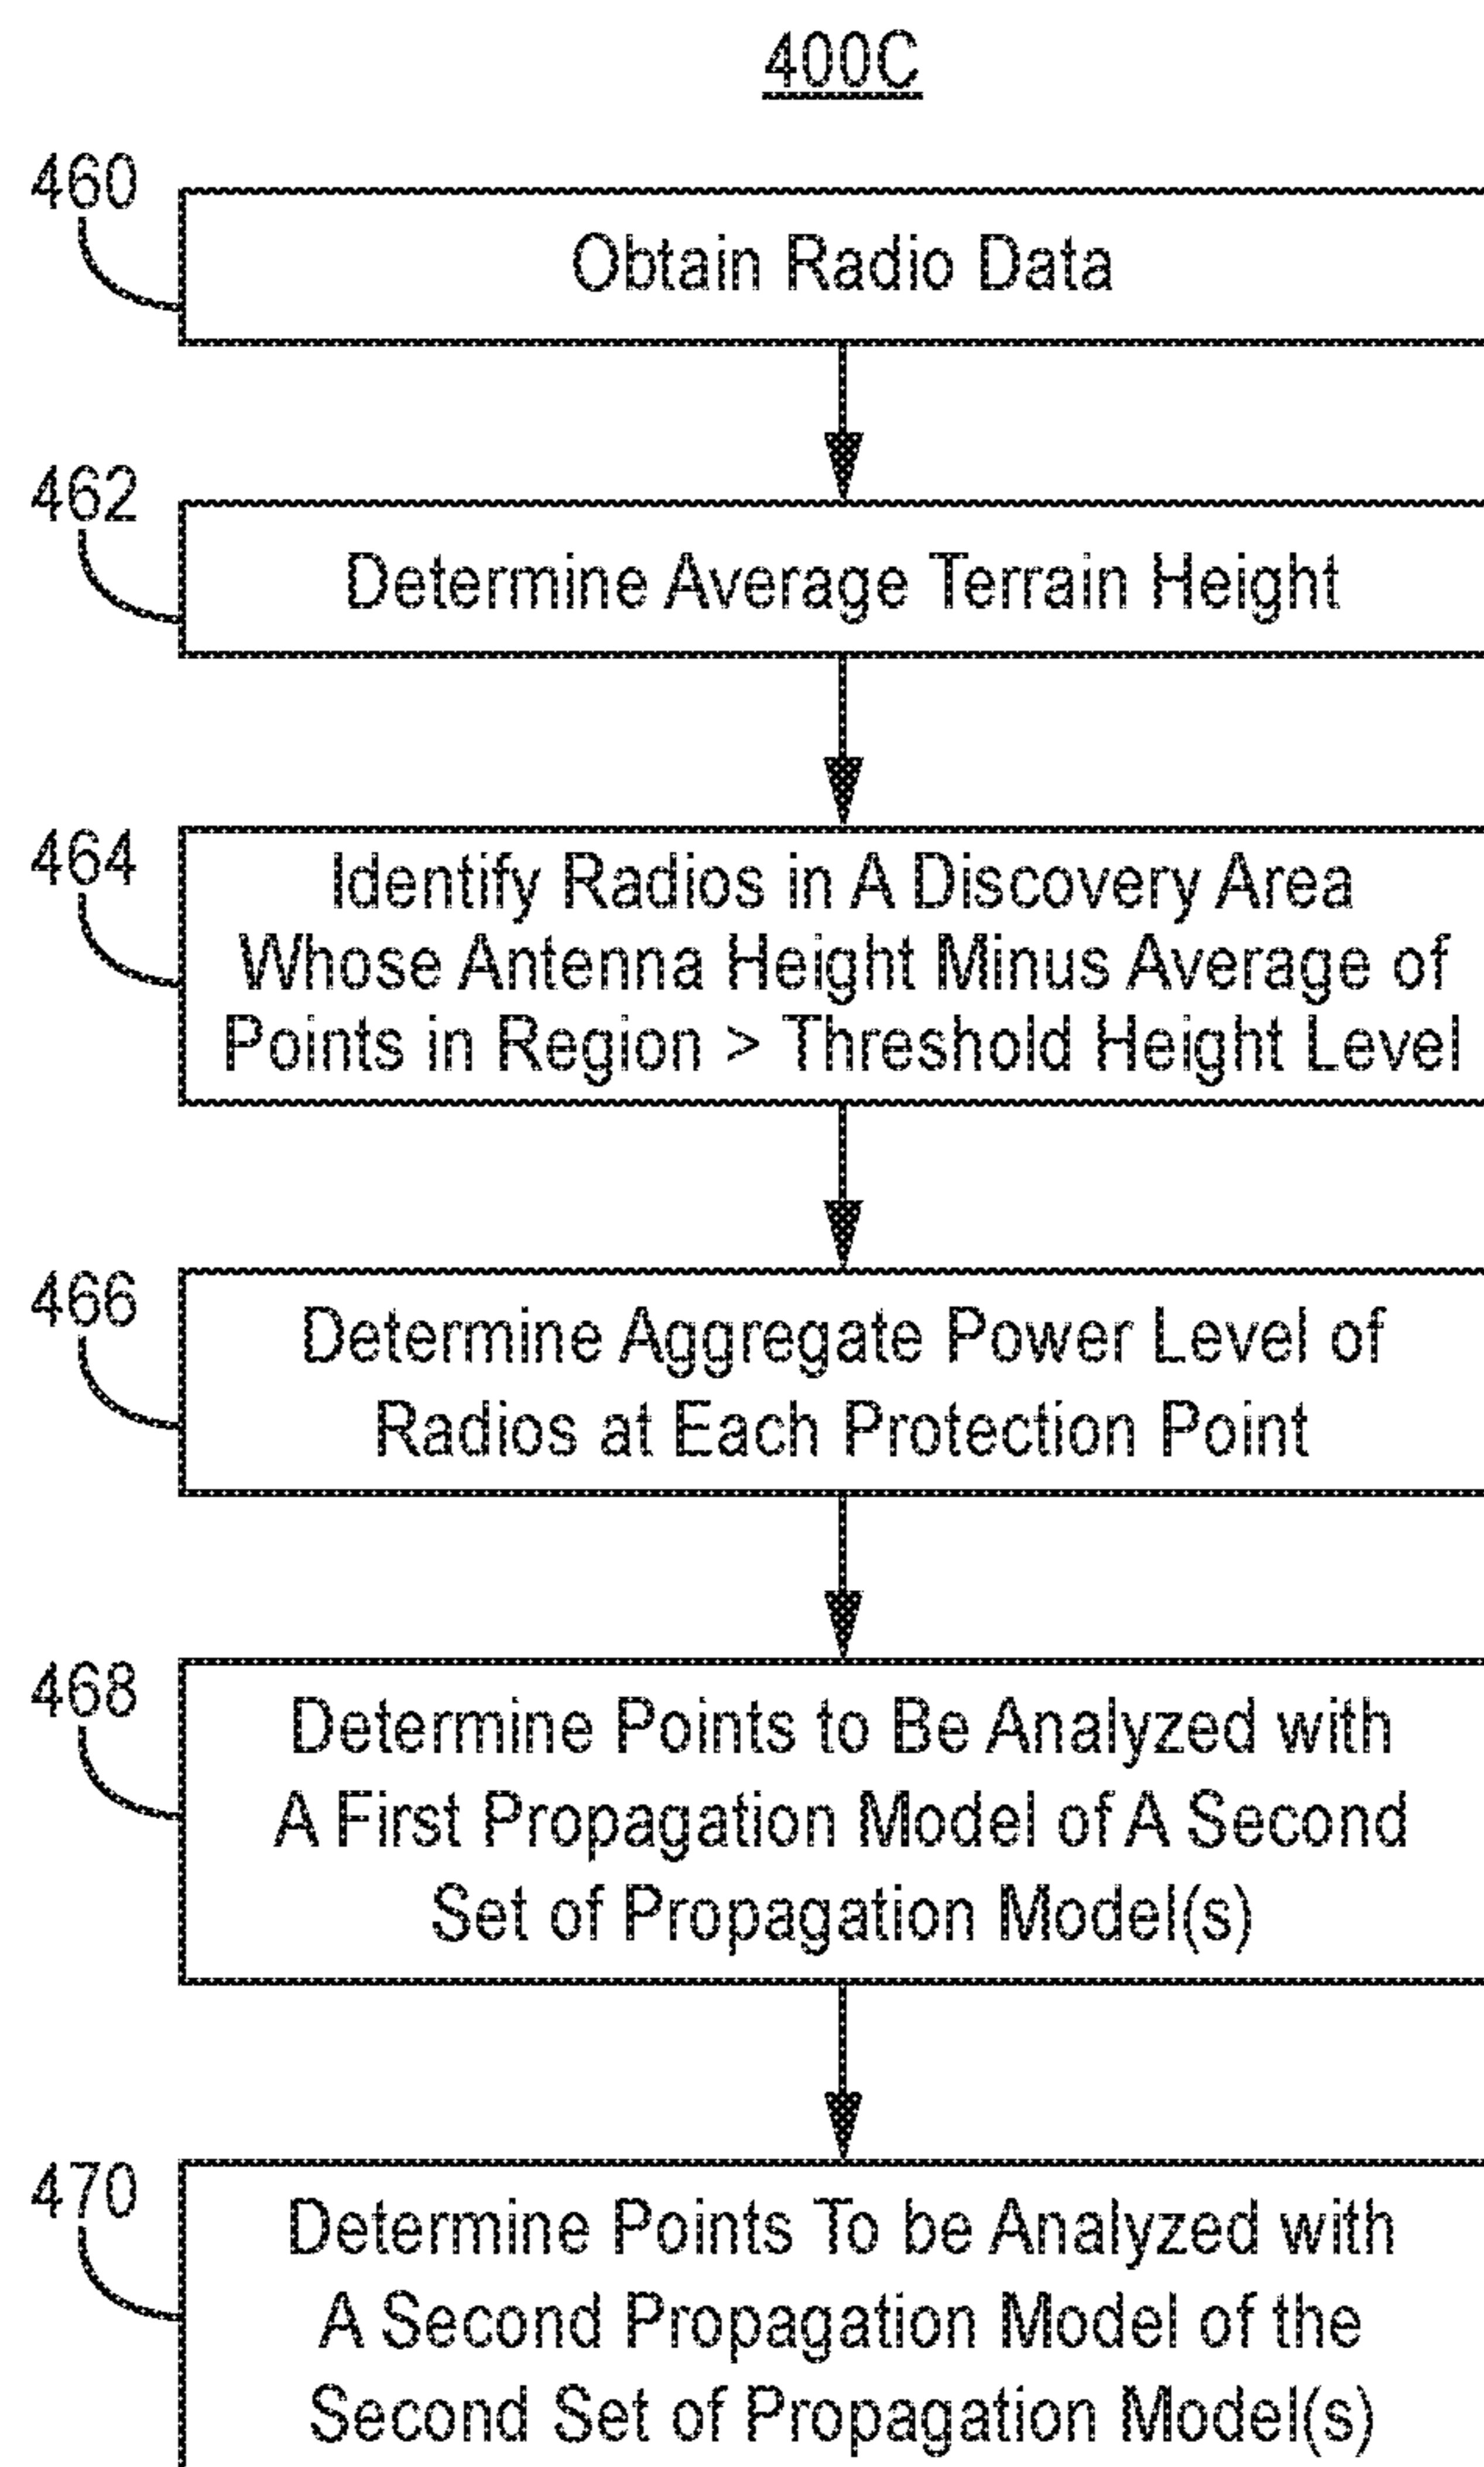 400C
460
Obtain Radio Data
462
Determine Average Terrain Height
464
Identify Radios in A Discovery Area
Whose Antenna Height Minus Average of
Points in Region > Threshold Height Level
466
Determine Aggregate Power Level of
Radios at Each Protection Point
468
Determine Points to Be Analyzed with
A First Propagation Model of A Second
Set of Propagation Model(s)
470
Determine Points To be Analyzed with
A Second Propagation Model of the
Second Set of Propagation Model(s)